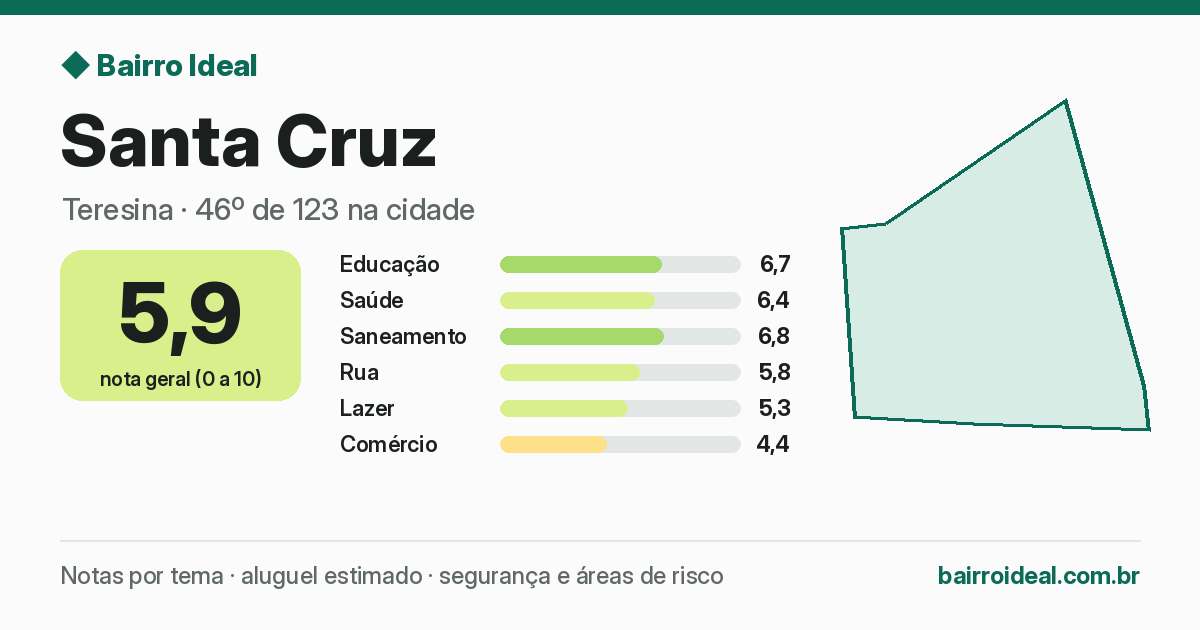 Bairro Ideal
Santa Cruz
Teresina · 46º de 123 na cidade
5,9
nota geral (0 a 10)
Educação 6,7
Saúde 6,4
Saneamento 6,8
Rua 5,8
Lazer 5,3
Comércio 4,4
Notas por tema · aluguel estimado · segurança e áreas de risco
bairroideal.com.br